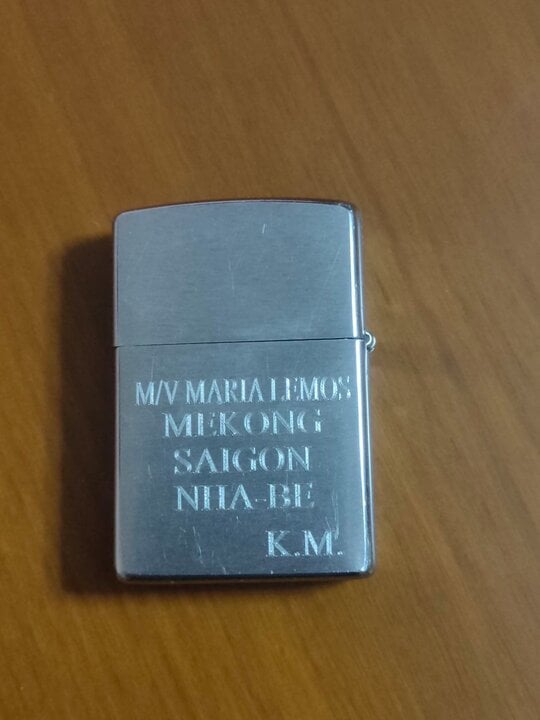 M/V MARIA LEMOS
MEKONG
SAIGON
NHA-BE
K.M.